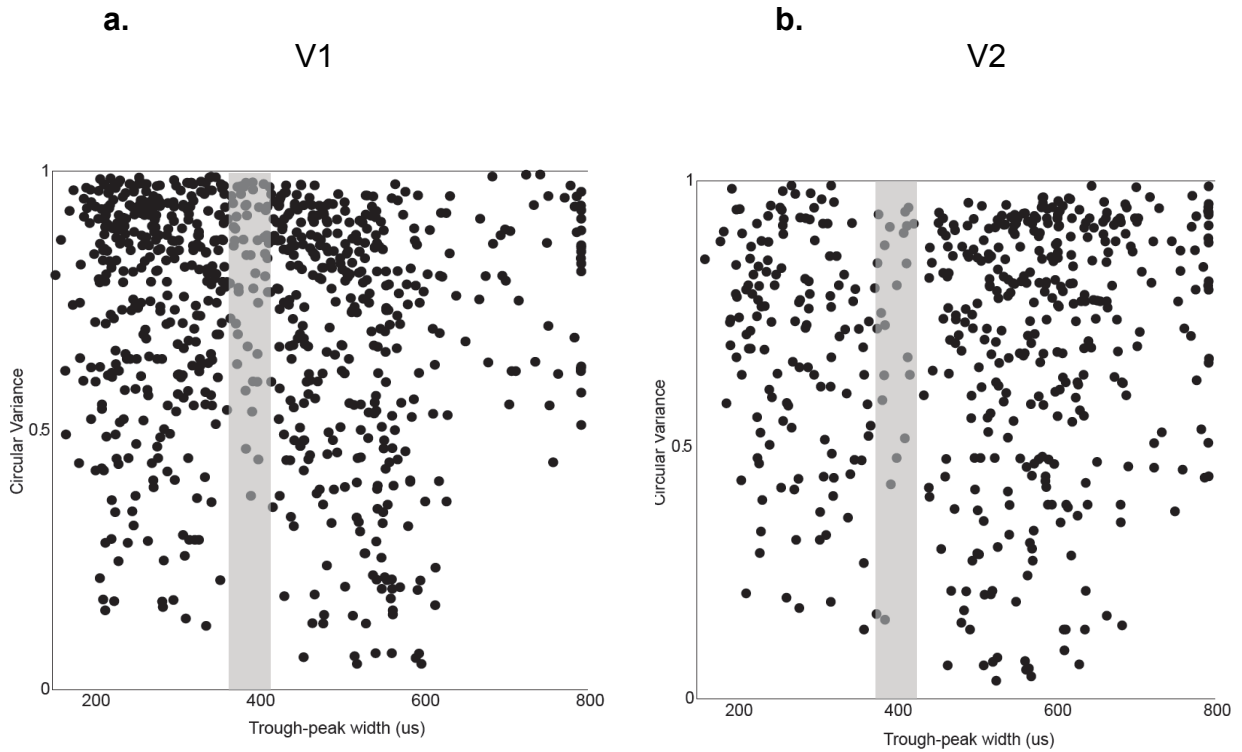 a.
V1
1
0.5
0
Circular Variance
200
400
600
800
Trough-peak width (us)
b.
V2
1
0.5
0
Circular Variance
200
400
600
800
Trough-peak width (us)